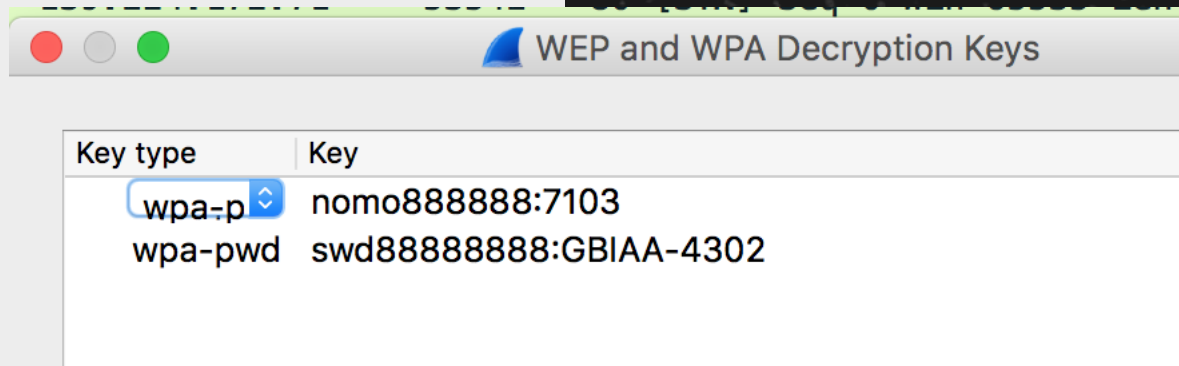 WEP and WPA Decryption Keys
Key type Key
wpa-p nomo888888:7103
wpa-pwd swd88888888:GBIAA-4302